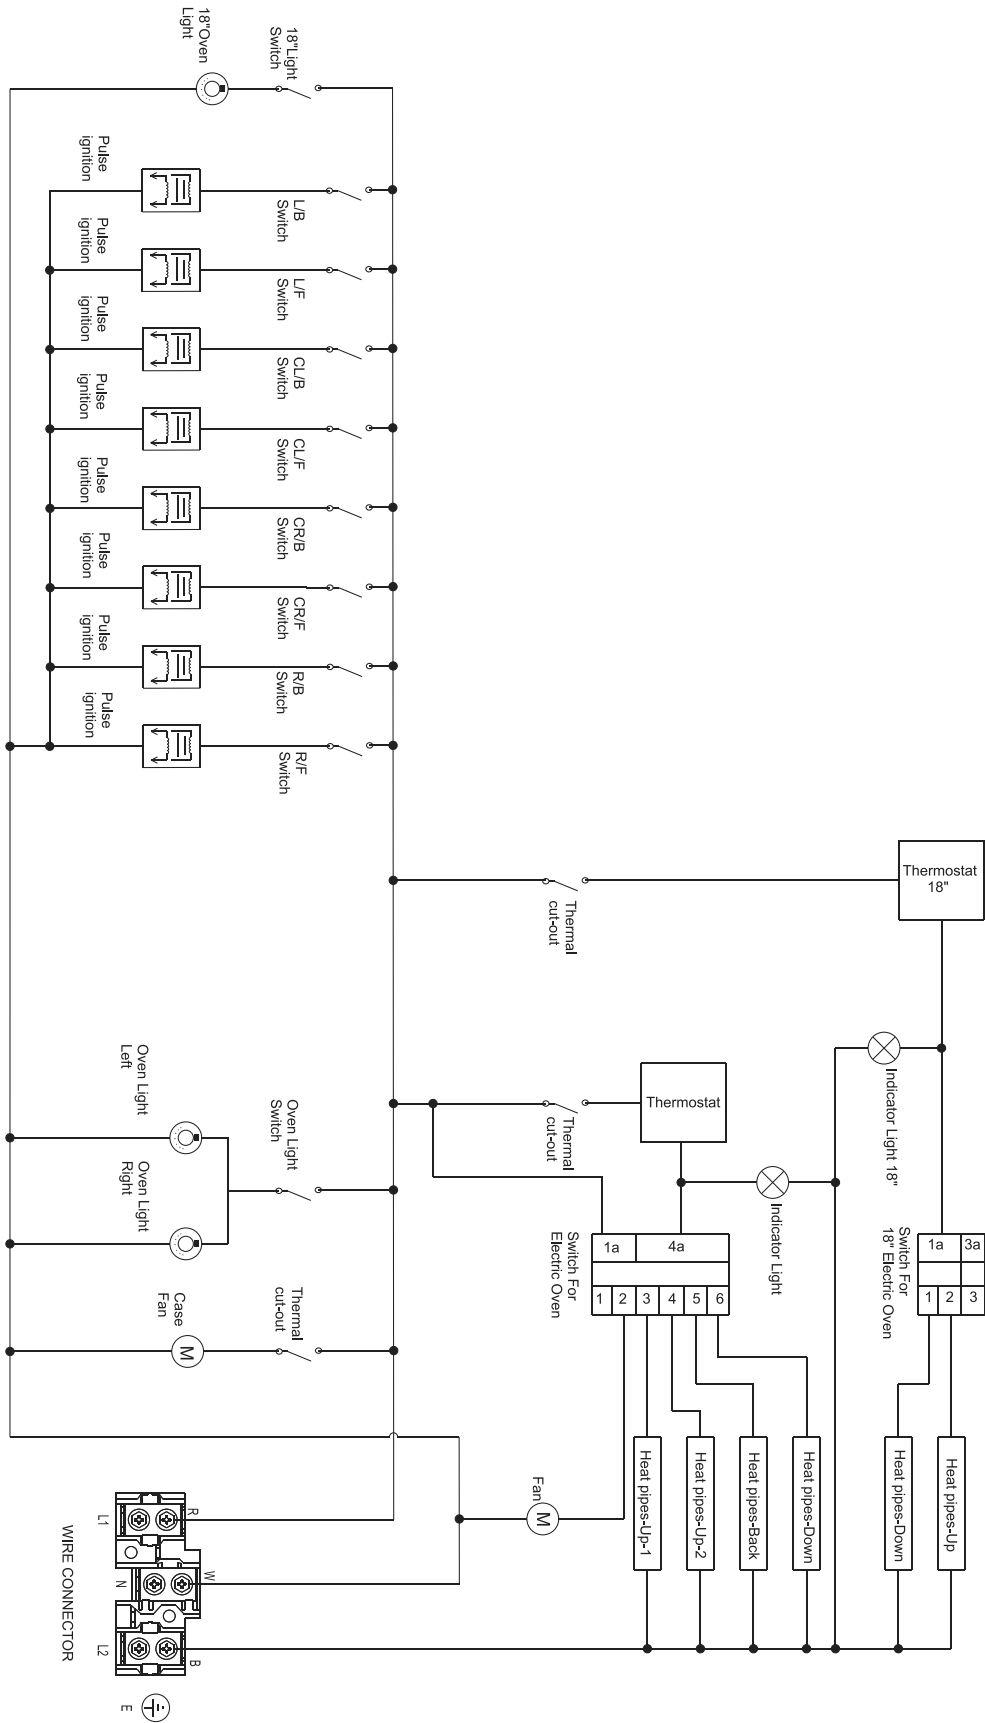 18"Oven
Light
18"Light
Switch
Pulse
ignition
L/B
Switch
Pulse
ignition
L/F
Switch
Pulse
ignition
CL/B
Switch
Pulse
ignition
CL/F
Switch
Pulse
ignition
CR/B
Switch
Pulse
ignition
CR/F
Switch
Pulse
ignition
R/B
Switch
Pulse
ignition
R/F
Switch
Thermostat
18"
Thermal
cut-out
Indicator Light 18"
Thermostat
Thermal
cut-out
Indicator Light
Oven Light
Left
Oven Light
Switch
Oven Light
Right
Switch For
Electric Oven
1a
4a
1
2
3
4
5
6
Switch For
18" Electric Oven
1a
3a
1
2
3
Case
Fan
M
Thermal
cut-out
Fan
M
Heat pipes-Up-1
Heat pipes-Up-2
Heat pipes-Back
Heat pipes-Down
Heat pipes-Down
Heat pipes-Up
WIRE CONNECTOR
L1
R
N
W
L2
B
E